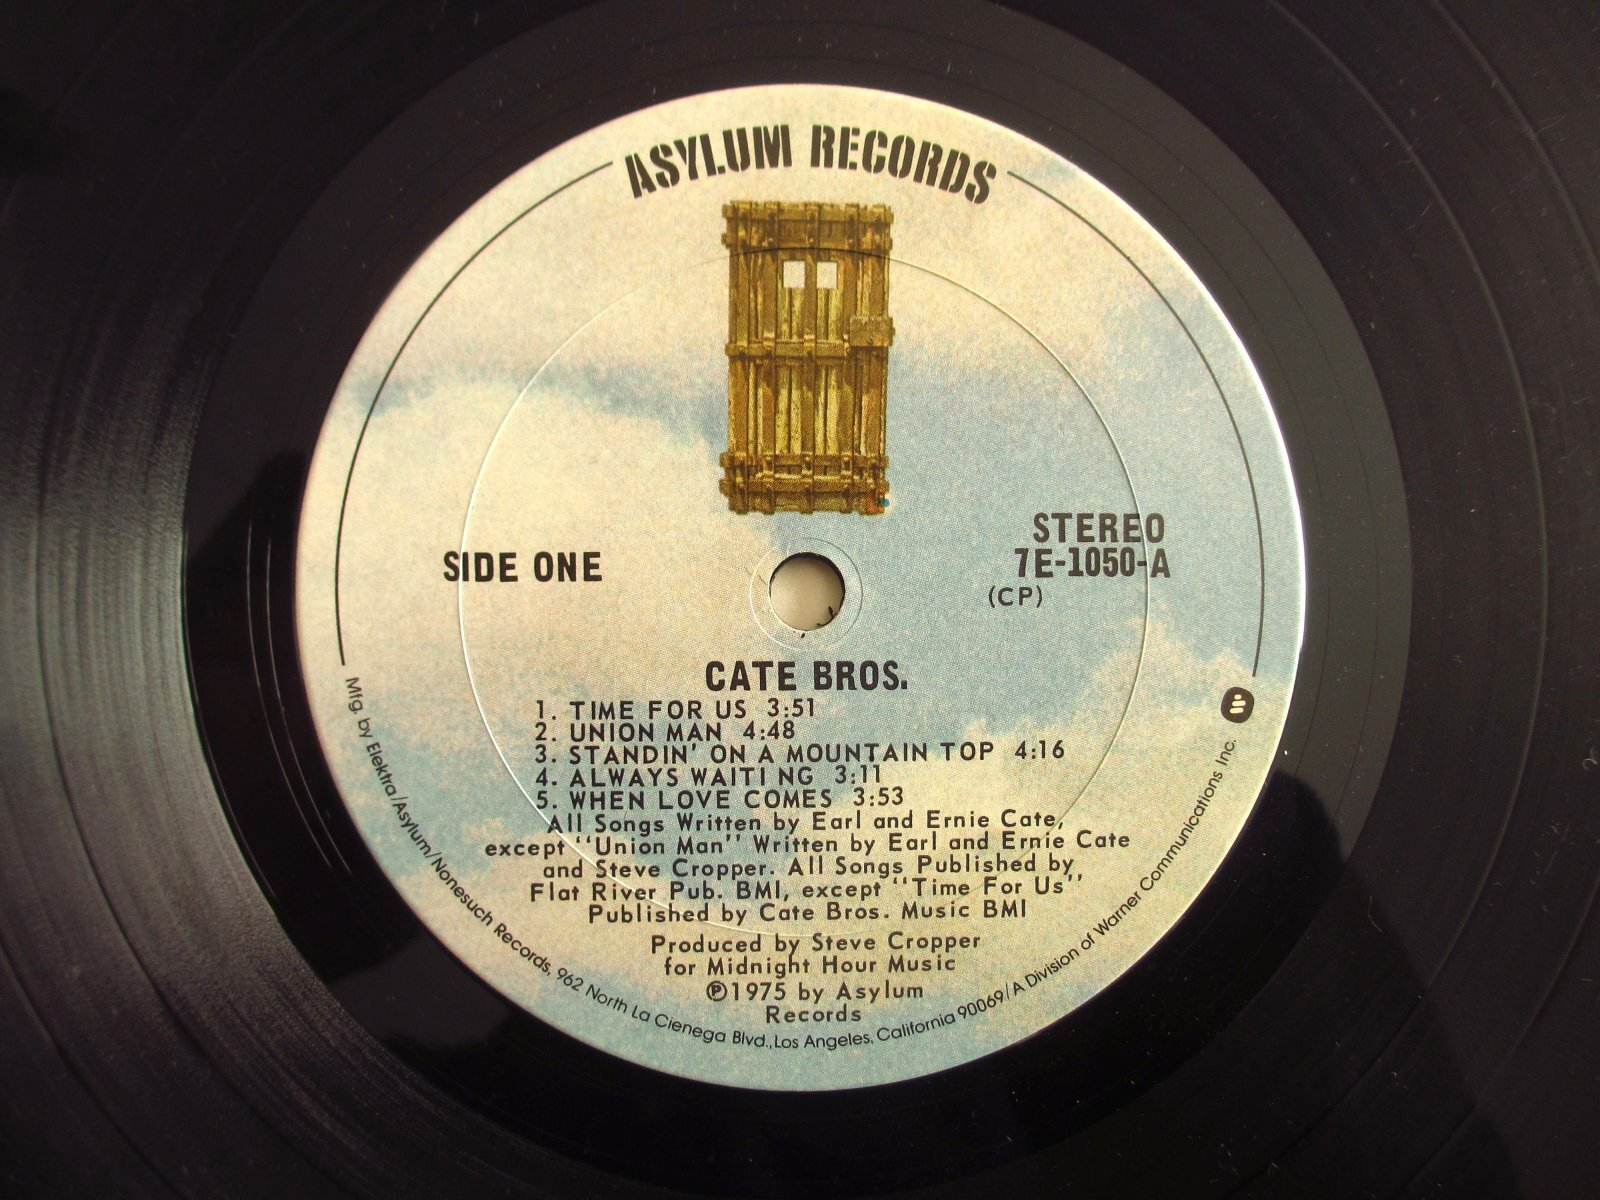 ASYLUM RECORDS
STEREO
SIDE ONE
7E-1050-A
(CP)
CATE BROS.
1. TIME FOR US 3:51
2. UNION MAN 4:48
3. STANDIN' ON A MOUNTAIN TOP 4:16
4. ALWAYS WAITING 3:11
5. WHEN LOVE COMES 3:53
All Songs Written by Earl and Ernie Cate,
except "Union Man" Written by Earl and Ernie Cate
and Steve Cropper. All Songs Published by
Flat River Pub. BMI, except "Time For Us"
Published by Cate Bros. Music BMI
Produced by Steve Cropper
for Midnight Hour Music
℗1975 by Asylum
Records
Mfg. by Elektra/Asylum/Nonesuch Records, 962 North La Cienega Blvd., Los Angeles, California 90069/A Division of Warner Communications Inc.